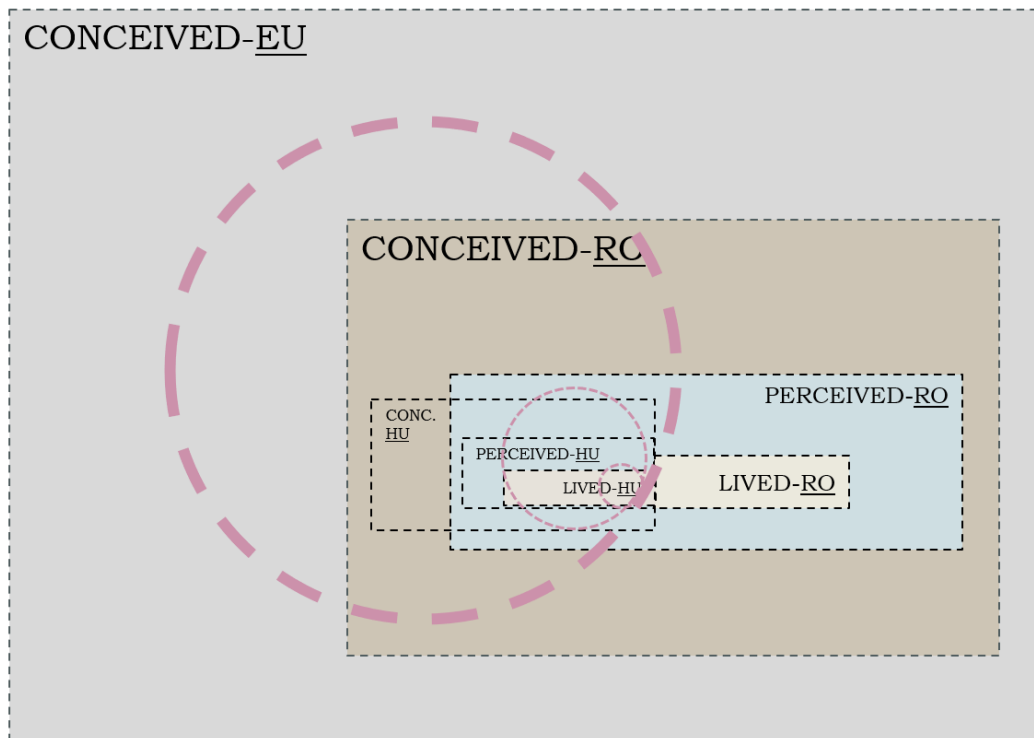 CONCEIVED-EU
CONCEIVED-RO
PERCEIVED-RO
CONC.
HU
PERCEIVED-HU
LIVED-HU
LIVED-RO